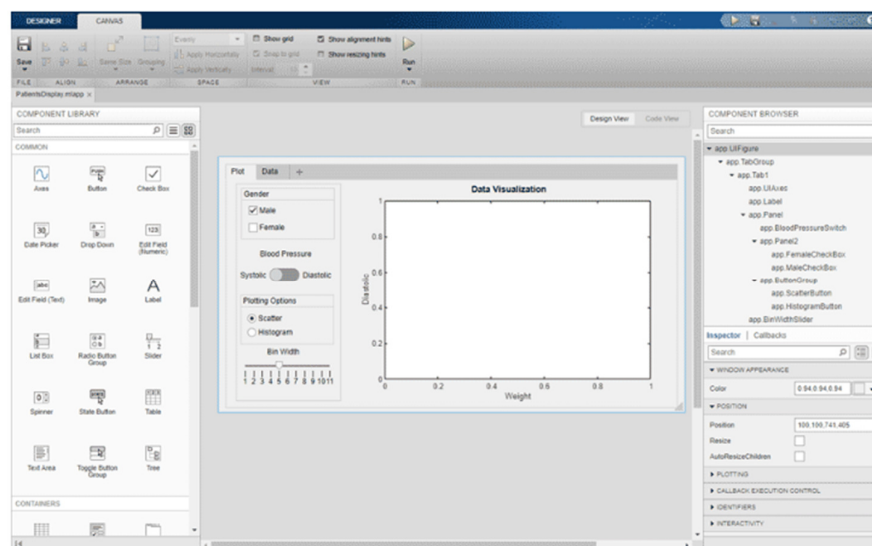 DESIGNER CANVAS
Save
Same Size Grouping
Evenly
Apply Horizontally
Apply Vertically
Show grid
Snap to grid
Interval
Show alignment hints
Show resizing hints
Run
FILE ALIGN ARRANGE SPACE VIEW RUN
PatientsDisplay.mlapp
COMPONENT LIBRARY
Search
COMMON
Axes Button Check Box
Date Picker Drop Down Edit Field
(Numeric)
Edit Field (Text) Image Label
List Box Radio Button
Group Slider
Spinner State Button Table
Text Area Toggle Button
Group Tree
CONTAINERS
Design View Code View
Plot Data +
Gender
Male
Female
Blood Pressure
Systolic Diastolic
Plotting Options
Scatter
Histogram
Bin Width
1 2 3 4 5 6 7 8 9 10 11
Data Visualization
1
0.8
0.6
0.4
0.2
0
0 0.2 0.4 0.6 0.8 1
Diastolic
Weight
COMPONENT BROWSER
Search
app.UIFigure
app.TabGroup
app.Tab1
app.UIAxes
app.Label
app.Panel
app.BloodPressureSwitch
app.Panel2
app.FemaleCheckBox
app.MaleCheckBox
app.ButtonGroup
app.ScatterButton
app.HistogramButton
app.BinWidthSlider
Inspector Callbacks
Search
WINDOW APPEARANCE
Color 0.94,0.94,0.94
POSITION
Position 100,100,741,405
Resize
AutoResizeChildren
PLOTTING
CALLBACK EXECUTION CONTROL
IDENTIFIERS
INTERACTIVITY